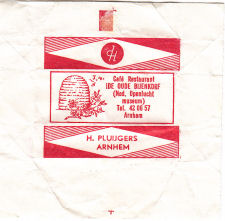 H
Café Restaurant
DE OUDE BIJENKORF
(Ned. Openlucht
museum)
Tel. 42 06 57
Arnhem
H. PLUIJGERS
ARNHEM